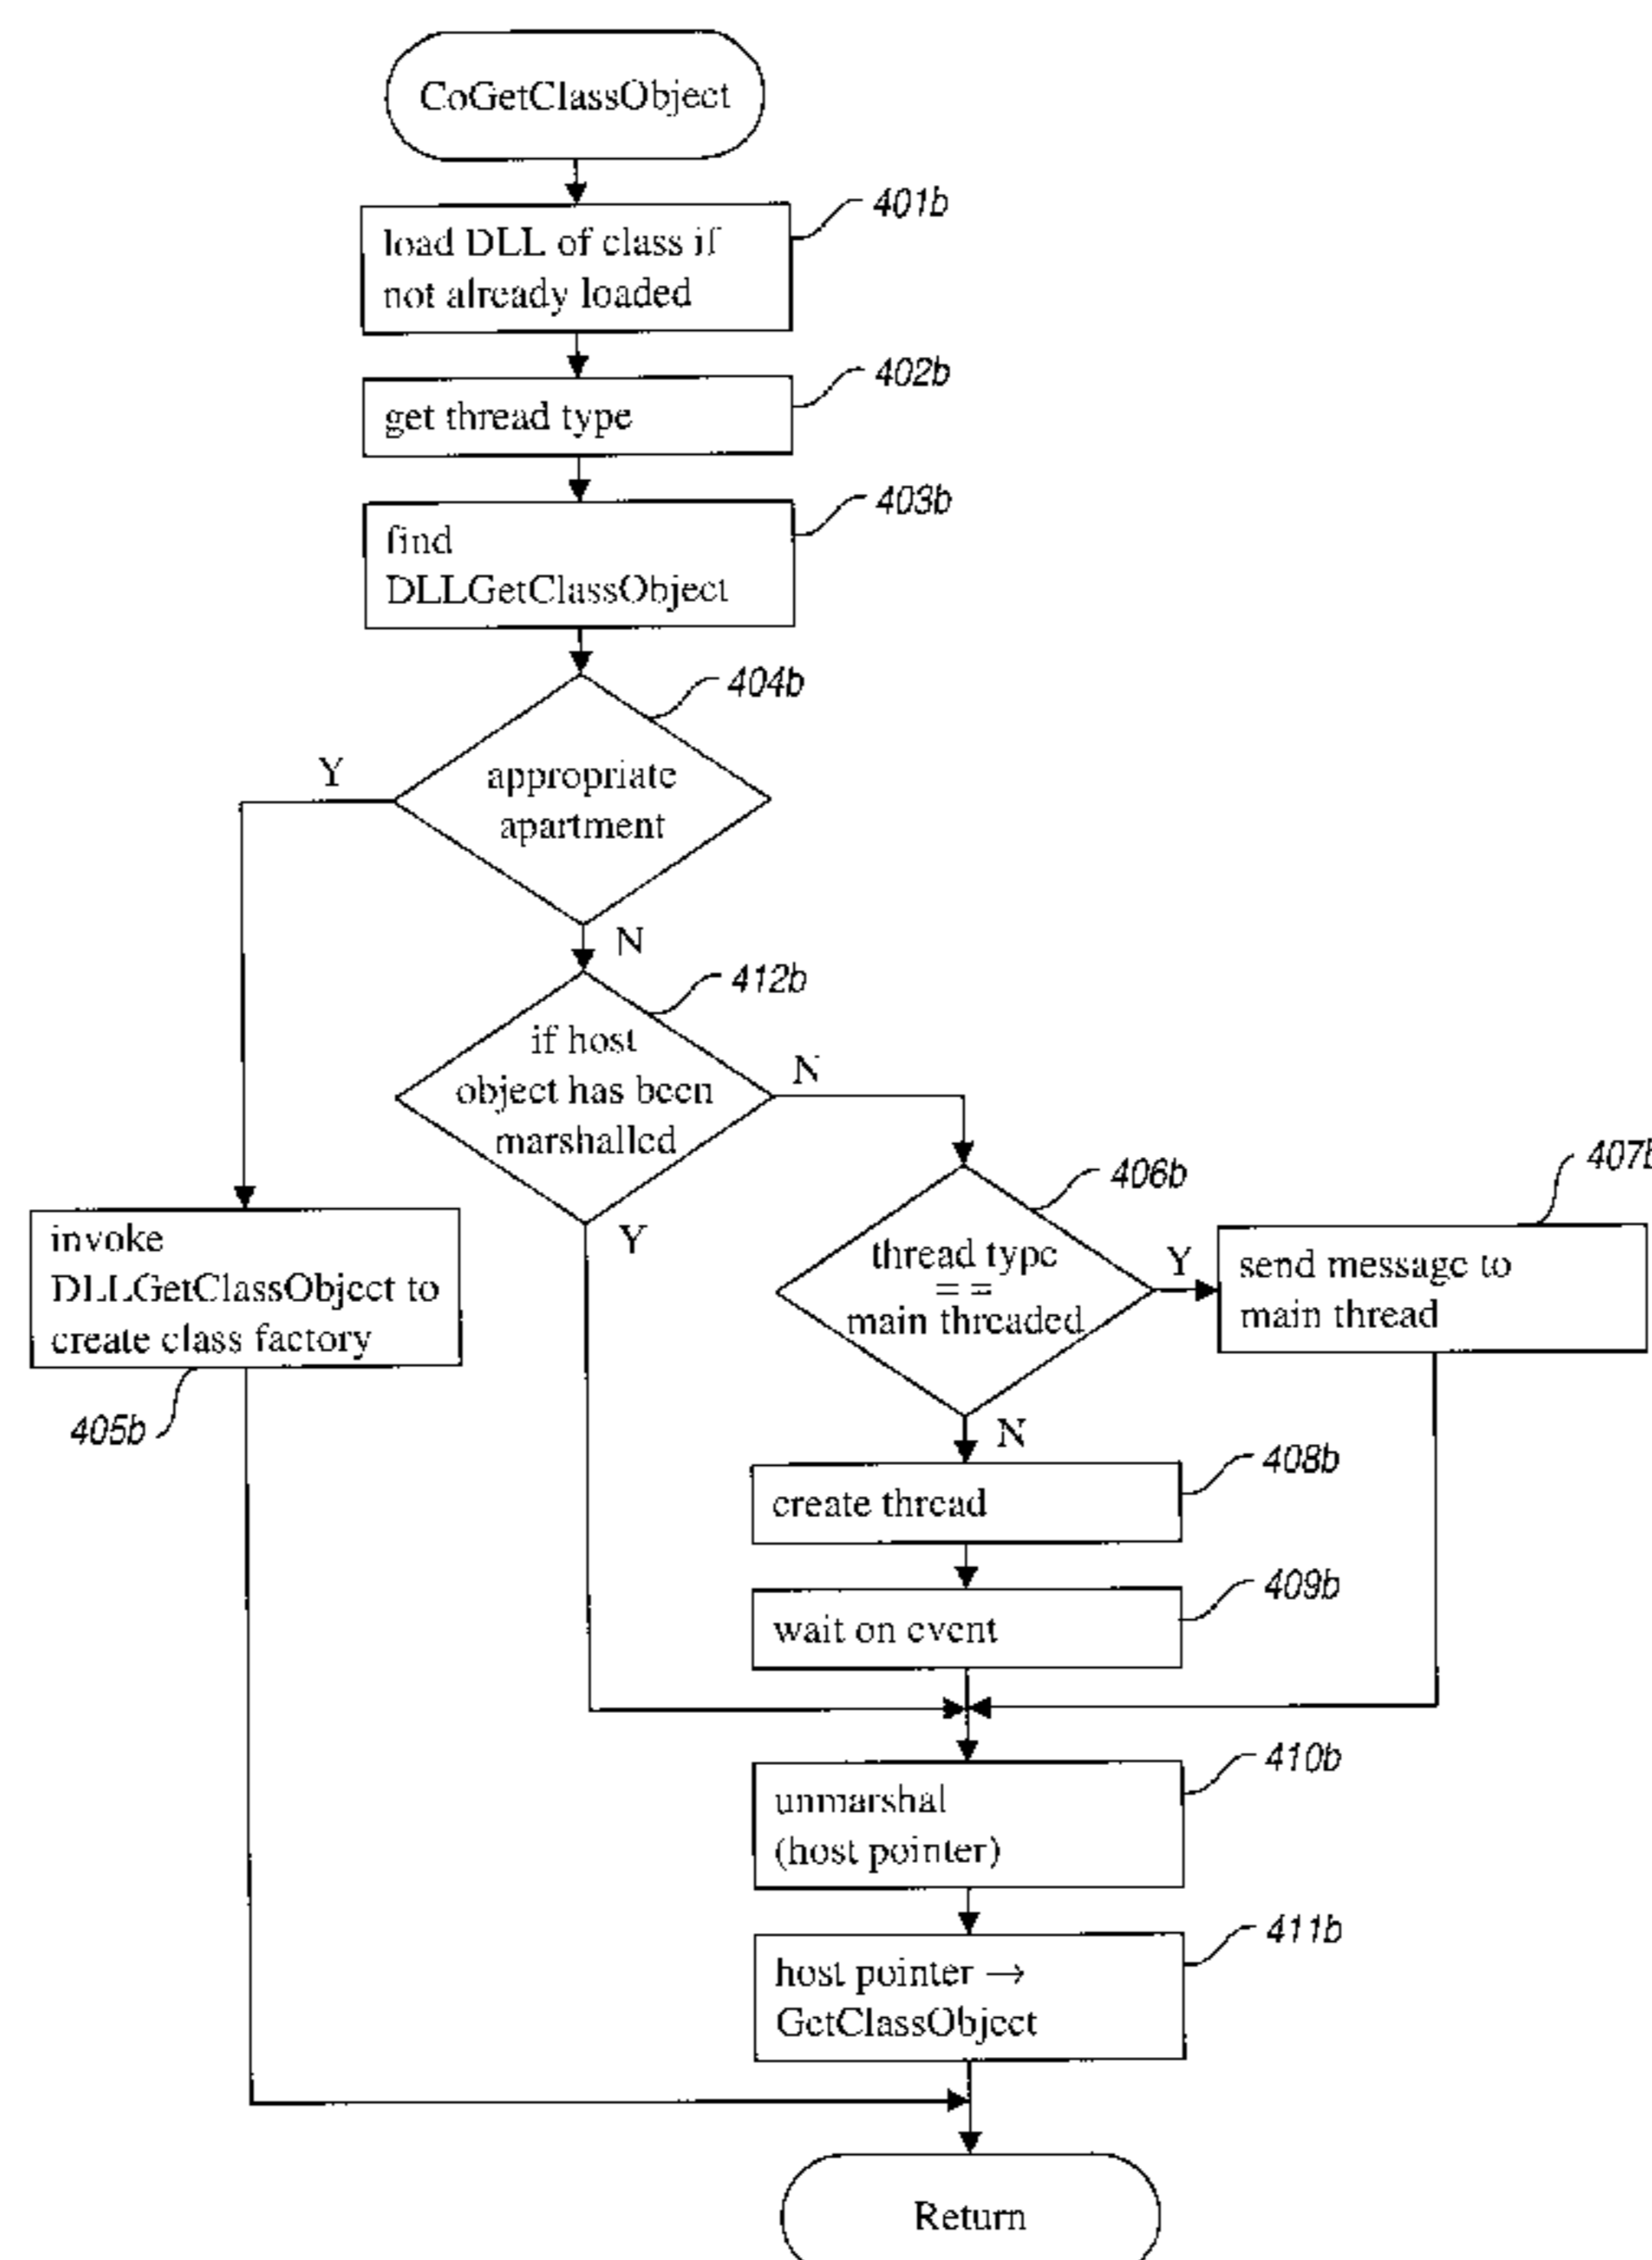 CoGetClassObject
401b
load DLL of class if
not already loaded
402b
get thread type
403b
find
DLLGetClassObject
404b
Y
appropriate
apartment
N
412b
if host
object has been
marshalled
N
Y
406b
thread type
==
main threaded
Y
407b
send message to
main thread
invoke
DLLGetClassObject to
create class factory
405b
N
408b
create thread
409b
wait on event
410b
unmarshal
(host pointer)
411b
host pointer →
GetClassObject
Return